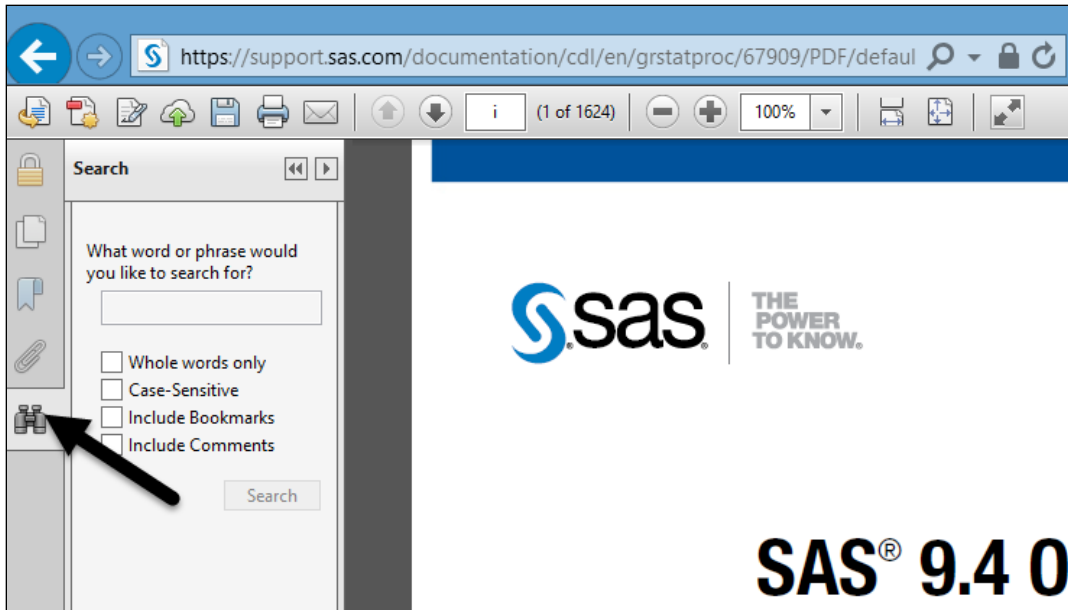 https://support.sas.com/documentation/cdl/en/grstatproc/67909/PDF/defaul
i (1 of 1624) 100%
Search
What word or phrase would
you like to search for?
Whole words only
Case-Sensitive
Include Bookmarks
Include Comments
Search
S.sas. THE
POWER
TO KNOW.
SAS® 9.4 O